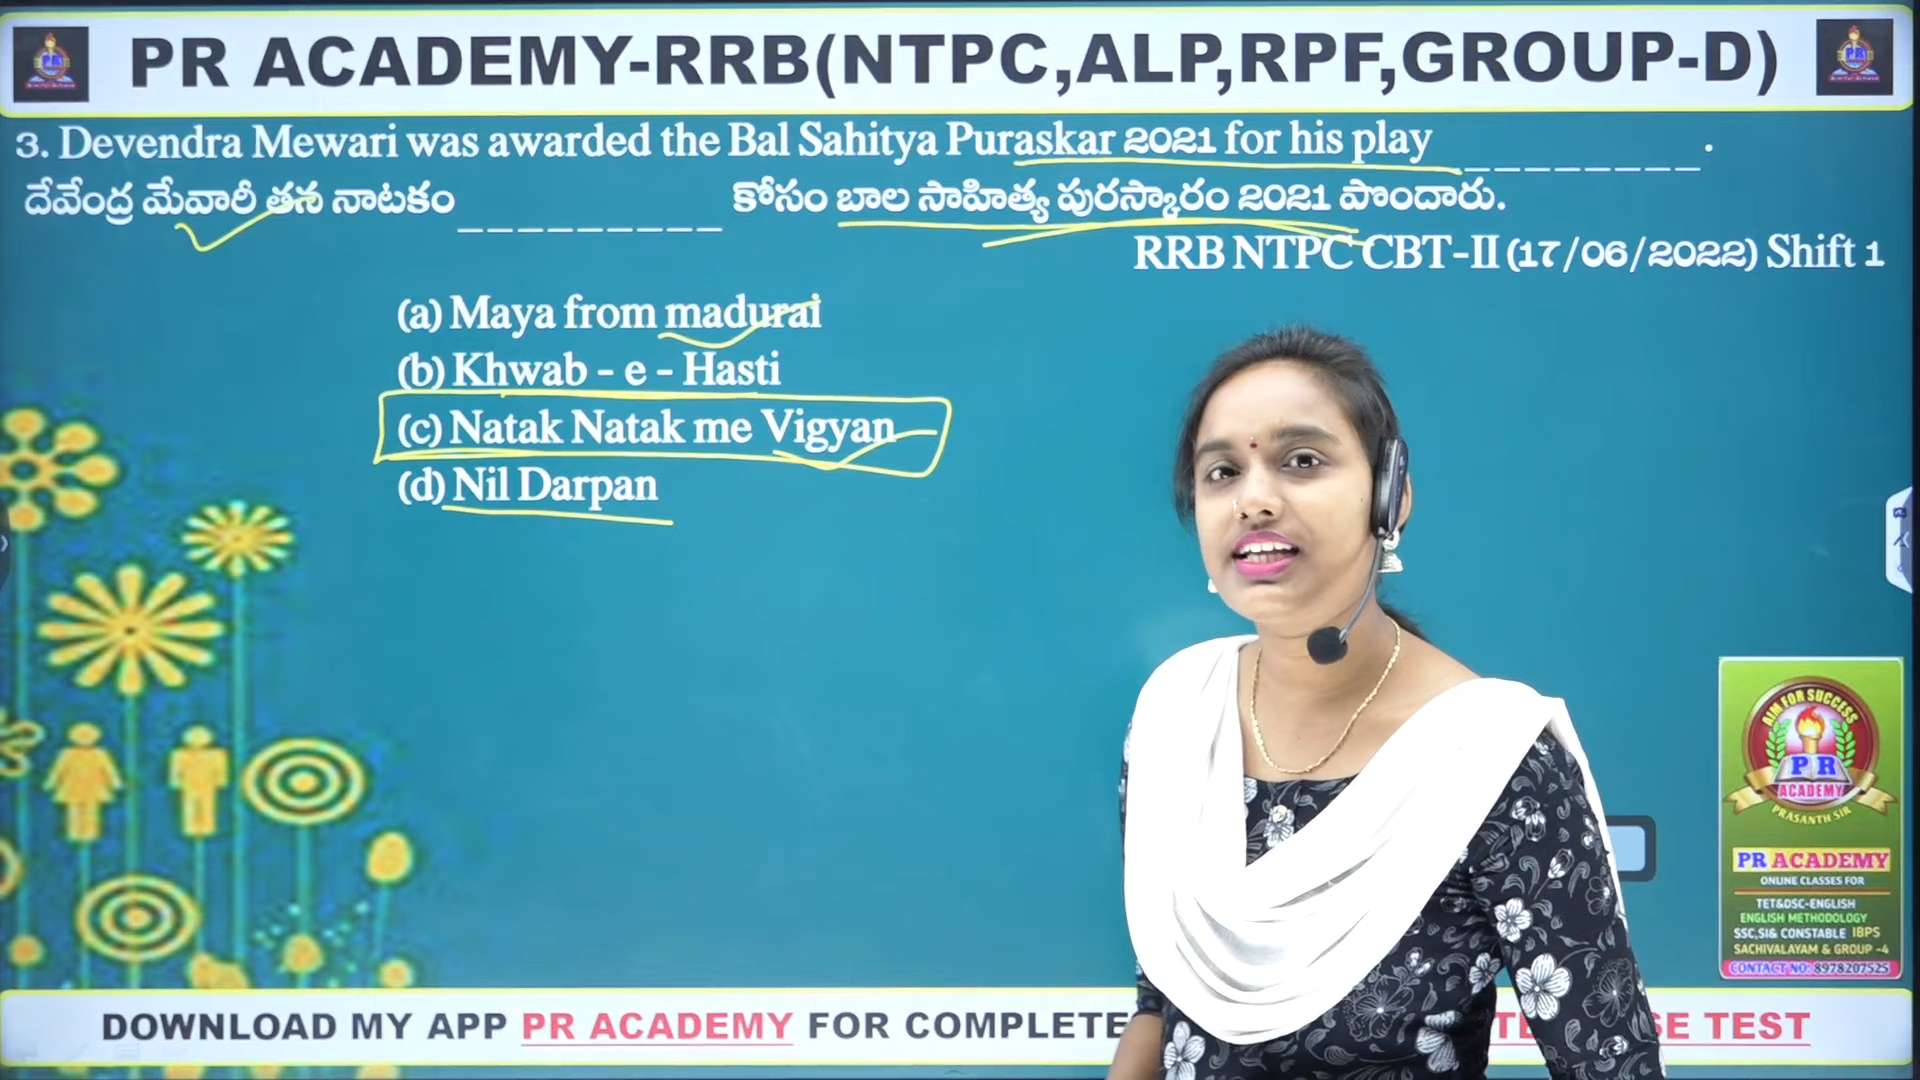 PR ACADEMY-RRB(NTPC,ALP,RPF,GROUP-D)
3. Devendra Mewari was awarded the Bal Sahitya Puraskar 2021 for his play _________.
దేవేంద్ర మేవారీ తన నాటకం _________ కోసం బాల సాహిత్య పురస్కారం 2021 పొందారు.
RRB NTPC CBT-II (17/06/2022) Shift 1
(a) Maya from madurai
(b) Khwab - e - Hasti
(c) Natak Natak me Vigyan
(d) Nil Darpan
AIM FOR SUCCESS
P R
ACADEMY
PRASANTH SIR
PR ACADEMY
ONLINE CLASSES FOR
TET&DSC-ENGLISH
ENGLISH METHODOLOGY
SSC,SI& CONSTABLE IBPS
SACHIVALAYAM & GROUP -4
CONTACT NO: 8978207525
DOWNLOAD MY APP PR ACADEMY FOR COMPLETE TEST